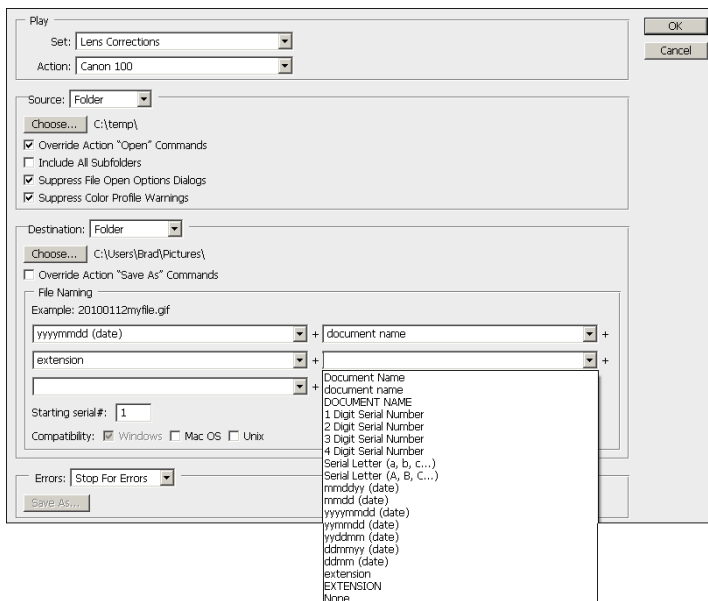 Play
OK
Set: Lens Corrections
Cancel
Action: Canon 100
Source: Folder
Choose... C:\temp\
Override Action "Open" Commands
Include All Subfolders
Suppress File Open Options Dialogs
Suppress Color Profile Warnings
Destination: Folder
Choose... C:\Users\Brad\Pictures\
Override Action "Save As" Commands
File Naming
Example: 20100112myfile.gif
yyyymmdd (date) + document name +
extension + +
+
Document Name
document name
DOCUMENT NAME
1 Digit Serial Number
2 Digit Serial Number
3 Digit Serial Number
4 Digit Serial Number
Serial Letter (a, b, c...)
Serial Letter (A, B, C...)
mmddyy (date)
mmdd (date)
yyyymmdd (date)
yymmdd (date)
yyddmm (date)
ddmmyy (date)
ddmm (date)
extension
EXTENSION
None
Starting serial#: 1
Compatibility: Windows Mac OS Unix
Errors: Stop For Errors
Save As...